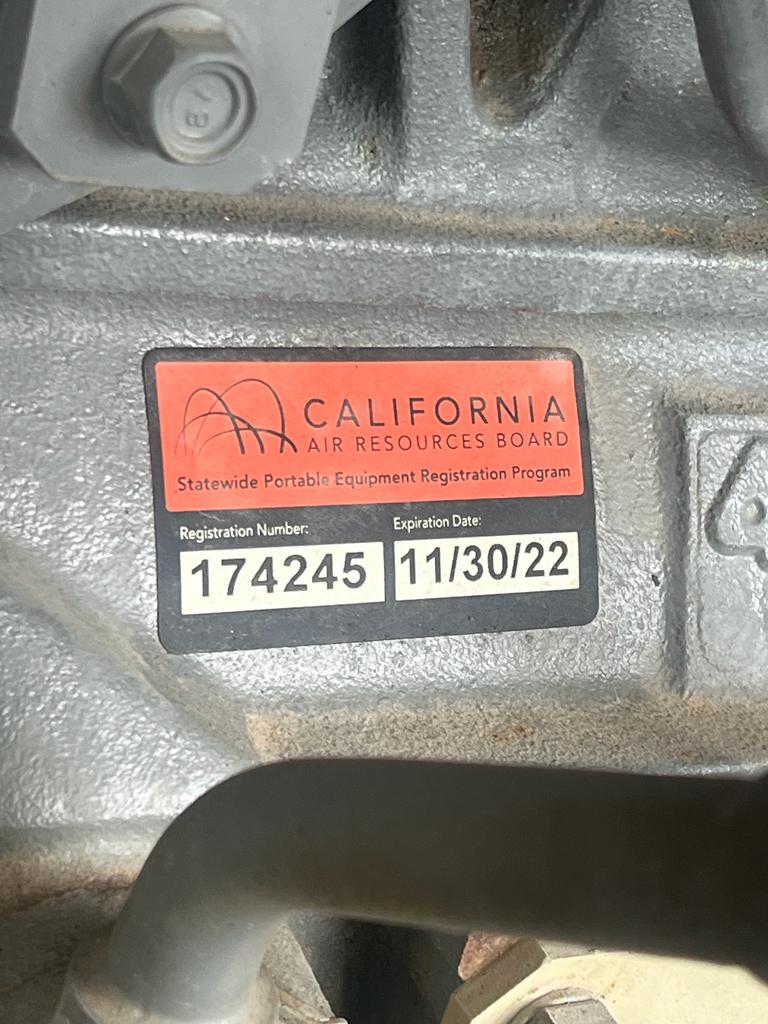 CALIFORNIA
AIR RESOURCES BOARD
Statewide Portable Equipment Registration Program
Registration Number:
Expiration Date:
174245
11/30/22